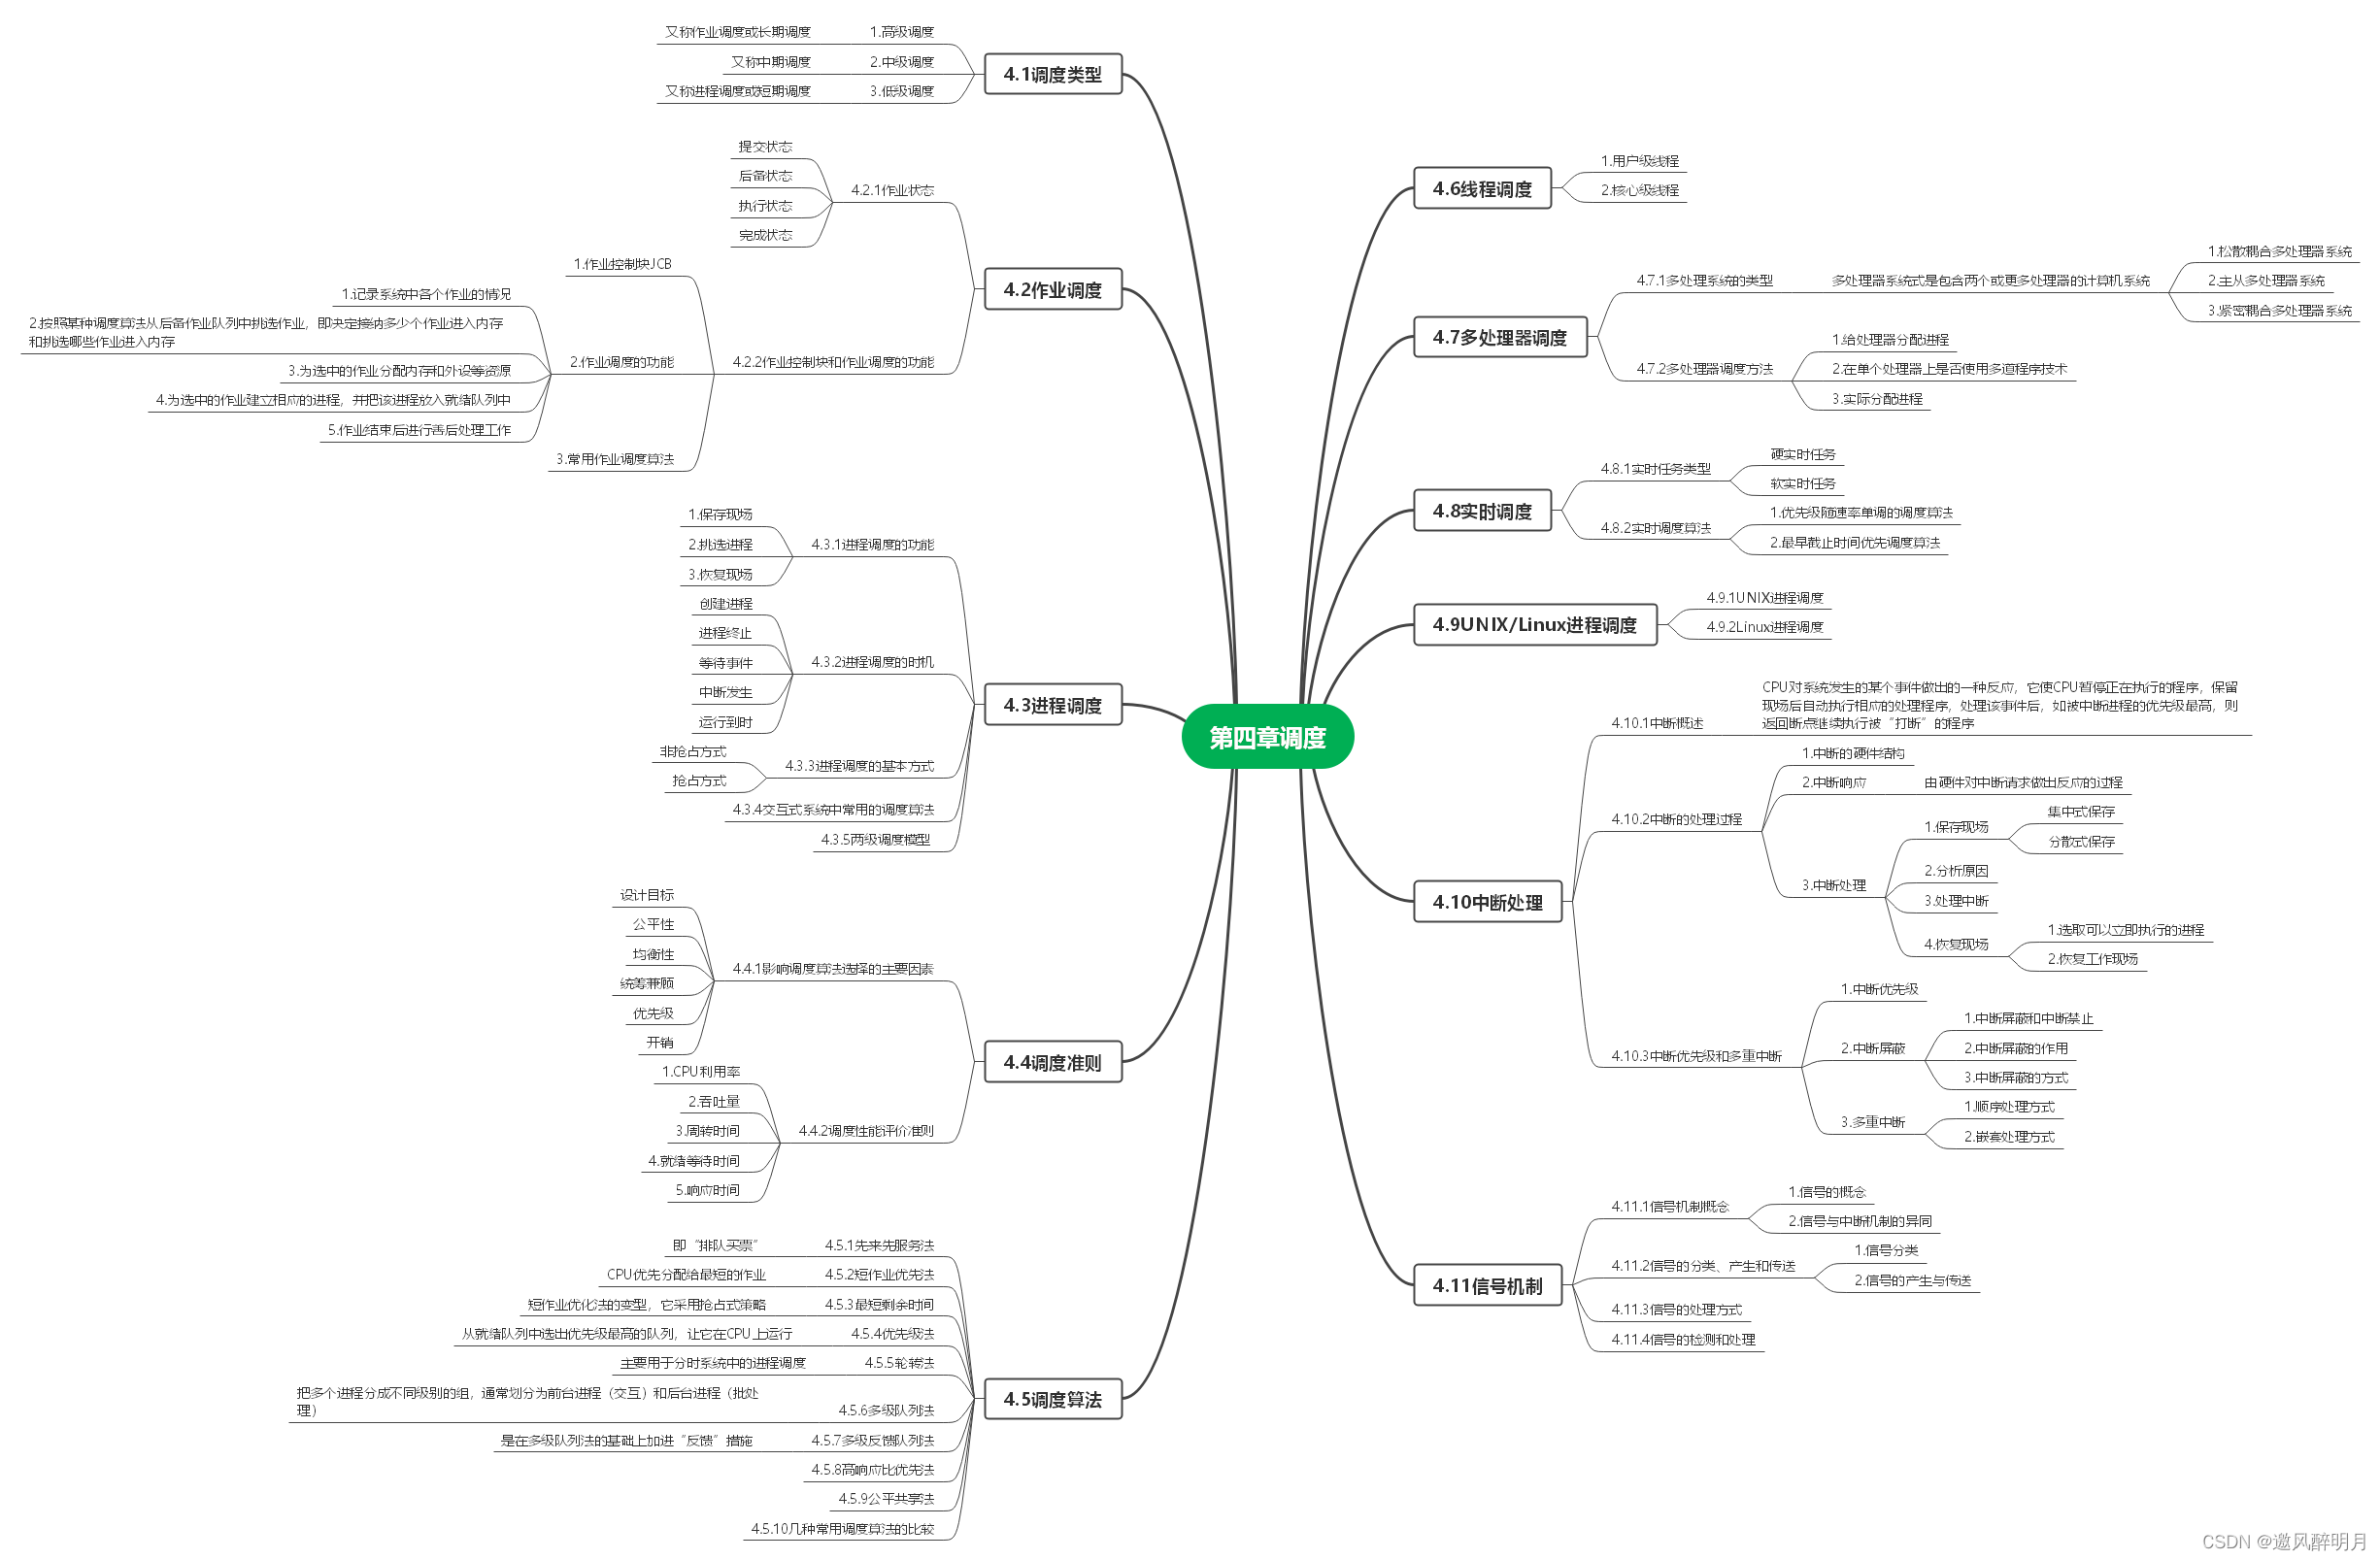 第四章调度
4.1调度类型
1.高级调度
又称作业调度或长期调度
2.中级调度
又称中期调度
3.低级调度
又称进程调度或短期调度
4.2作业调度
4.2.1作业状态
提交状态
后备状态
执行状态
完成状态
4.2.2作业控制块和作业调度的功能
1.作业控制块JCB
2.作业调度的功能
1.记录系统中各个作业的情况
2.按照某种调度算法从后备作业队列中挑选作业，即决定接纳多少个作业进入内存
和挑选哪些作业进入内存
3.为选中的作业分配内存和外设等资源
4.为选中的作业建立相应的进程，并把该进程放入就绪队列中
5.作业结束后进行善后处理工作
3.常用作业调度算法
4.3进程调度
4.3.1进程调度的功能
1.保存现场
2.挑选进程
3.恢复现场
4.3.2进程调度的时机
创建进程
进程终止
等待事件
中断发生
运行到时
4.3.3进程调度的基本方式
非抢占方式
抢占方式
4.3.4交互式系统中常用的调度算法
4.3.5两级调度模型
4.4调度准则
4.4.1影响调度算法选择的主要因素
设计目标
公平性
均衡性
统筹兼顾
优先级
开销
4.4.2调度性能评价准则
1.CPU利用率
2.吞吐量
3.周转时间
4.就绪等待时间
5.响应时间
4.5调度算法
4.5.1先来先服务法
即“排队买票”
4.5.2短作业优先法
CPU优先分配给最短的作业
4.5.3最短剩余时间
短作业优化法的变型，它采用抢占式策略
4.5.4优先级法
从就绪队列中选出优先级最高的队列，让它在CPU上运行
4.5.5轮转法
主要用于分时系统中的进程调度
4.5.6多级队列法
把多个进程分成不同级别的组，通常划分为前台进程（交互）和后台进程（批处
理）
4.5.7多级反馈队列法
是在多级队列法的基础上加进“反馈”措施
4.5.8高响应比优先法
4.5.9公平共享法
4.5.10几种常用调度算法的比较
4.6线程调度
1.用户级线程
2.核心级线程
4.7多处理器调度
4.7.1多处理系统的类型
多处理器系统式是包含两个或更多处理器的计算机系统
1.松散耦合多处理器系统
2.主从多处理器系统
3.紧密耦合多处理器系统
4.7.2多处理器调度方法
1.给处理器分配进程
2.在单个处理器上是否使用多道程序技术
3.实际分配进程
4.8实时调度
4.8.1实时任务类型
硬实时任务
软实时任务
4.8.2实时调度算法
1.优先级随速率单调的调度算法
2.最早截止时间优先调度算法
4.9UNIX/Linux进程调度
4.9.1UNIX进程调度
4.9.2Linux进程调度
4.10中断处理
4.10.1中断概述
CPU对系统发生的某个事件做出的一种反应，它使CPU暂停正在执行的程序，保留
现场后自动执行相应的处理程序，处理该事件后，如被中断进程的优先级最高，则
返回断点继续执行被“打断”的程序
4.10.2中断的处理过程
1.中断的硬件结构
2.中断响应
由硬件对中断请求做出反应的过程
3.中断处理
1.保存现场
集中式保存
分散式保存
2.分析原因
3.处理中断
4.恢复现场
1.选取可以立即执行的进程
2.恢复工作现场
4.10.3中断优先级和多重中断
1.中断优先级
2.中断屏蔽
1.中断屏蔽和中断禁止
2.中断屏蔽的作用
3.中断屏蔽的方式
3.多重中断
1.顺序处理方式
2.嵌套处理方式
4.11信号机制
4.11.1信号机制概念
1.信号的概念
2.信号与中断机制的异同
4.11.2信号的分类、产生和传送
1.信号分类
2.信号的产生与传送
4.11.3信号的处理方式
4.11.4信号的检测和处理
CSDN @邀风醉明月